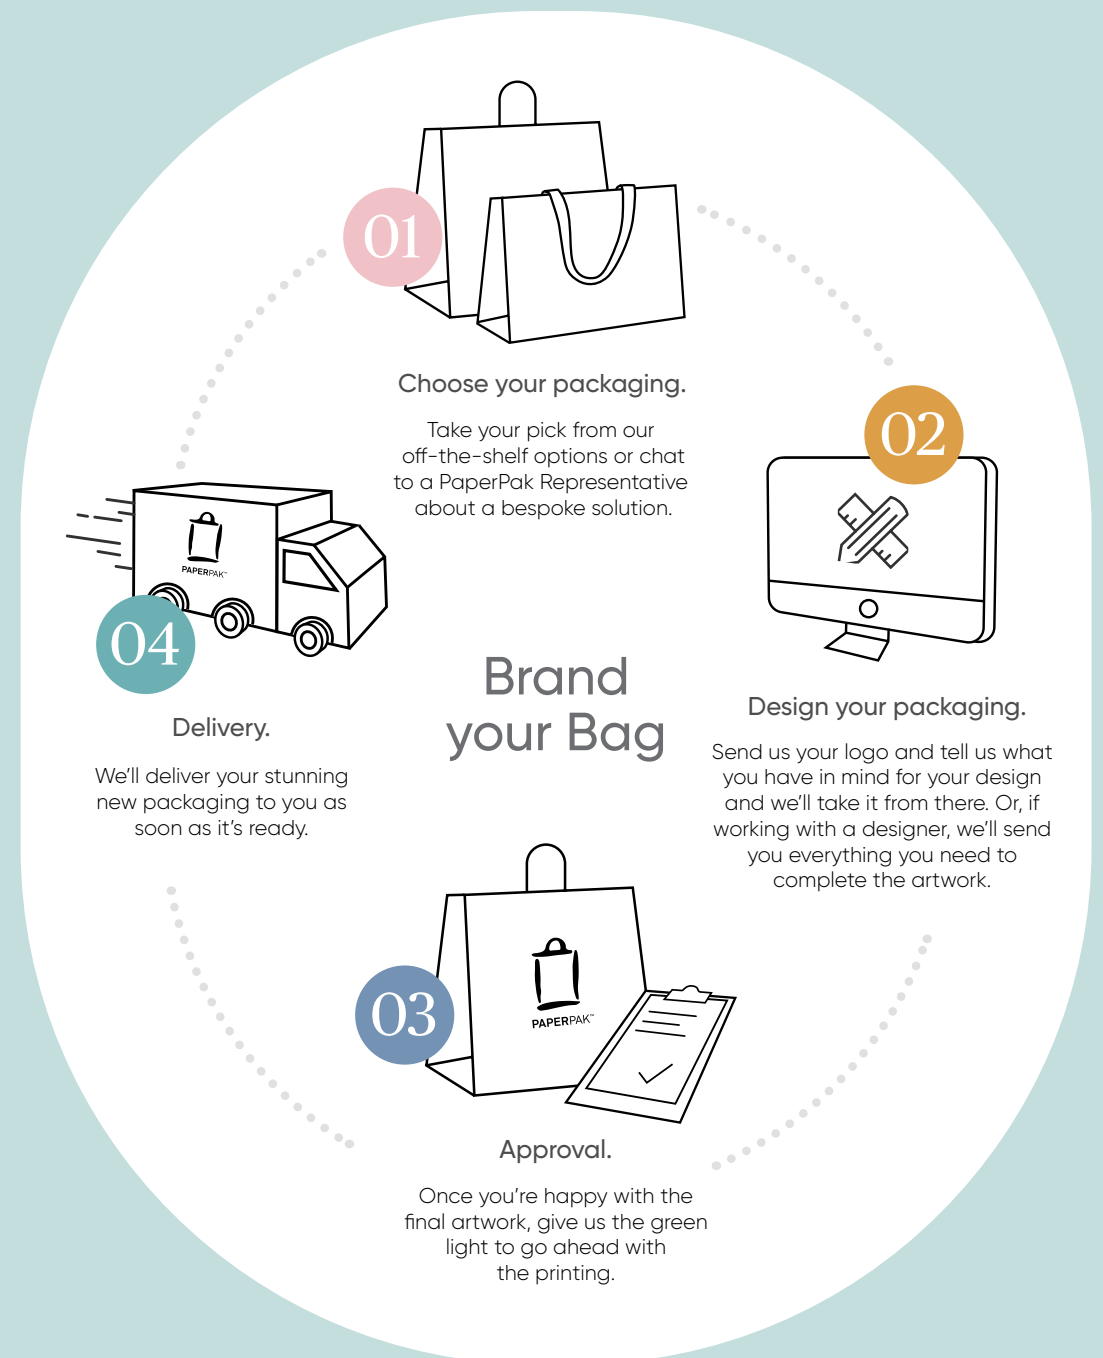 01
Choose your packaging.
Take your pick from our
off-the-shelf options or chat
to a PaperPak Representative
about a bespoke solution.
02
Design your packaging.
Send us your logo and tell us what
you have in mind for your design
and we'll take it from there. Or, if
working with a designer, we'll send
you everything you need to
complete the artwork.
Brand
your Bag
PAPERPAK™
03
Approval.
Once you're happy with the
final artwork, give us the green
light to go ahead with
the printing.
PAPERPAK™
04
Delivery.
We'll deliver your stunning
new packaging to you as
soon as it's ready.